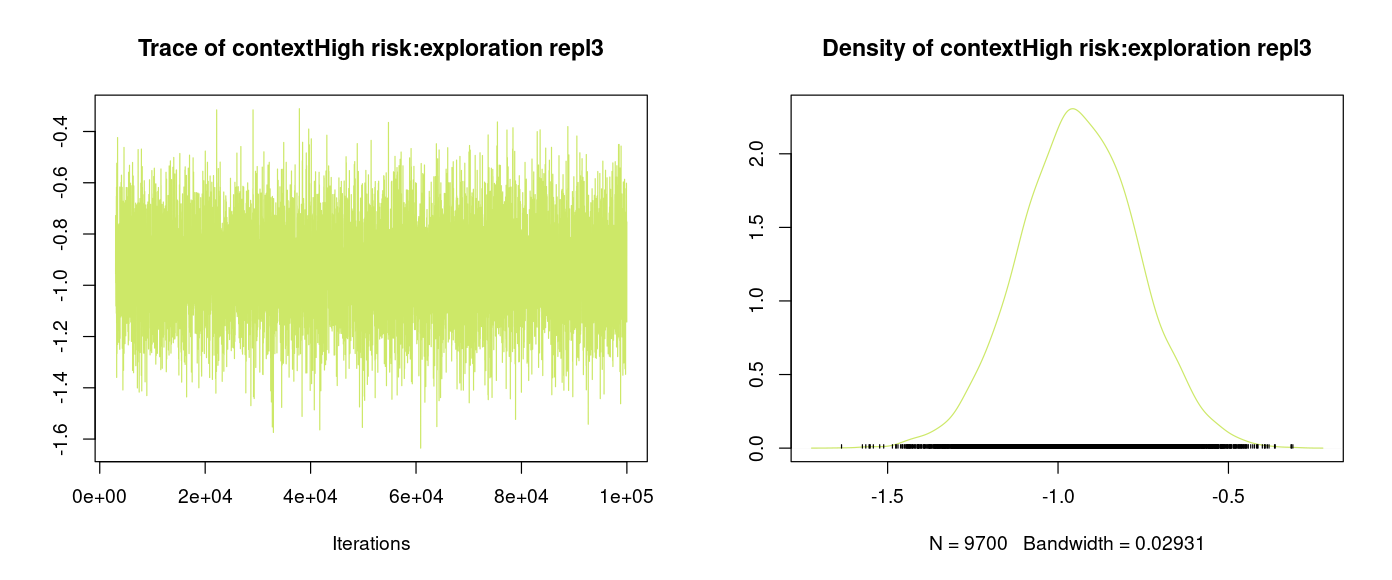 Trace of contextHigh risk:exploration repl3
-0.4
-0.6
-0.8
-1.0
-1.2
-1.4
-1.6
0e+00 2e+04 4e+04 6e+04 8e+04 1e+05
Iterations
Density of contextHigh risk:exploration repl3
2.0
1.5
1.0
0.5
0.0
-1.5 -1.0 -0.5
N = 9700 Bandwidth = 0.02931